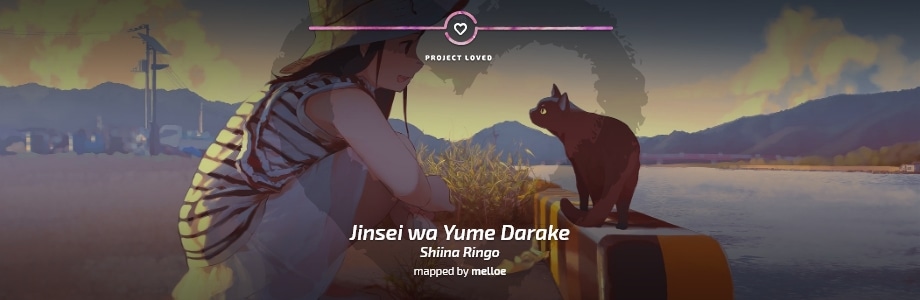 PROJECT LOVED
Jinsei wa Yume Darake
Shiina Ringo
mapped by melloe